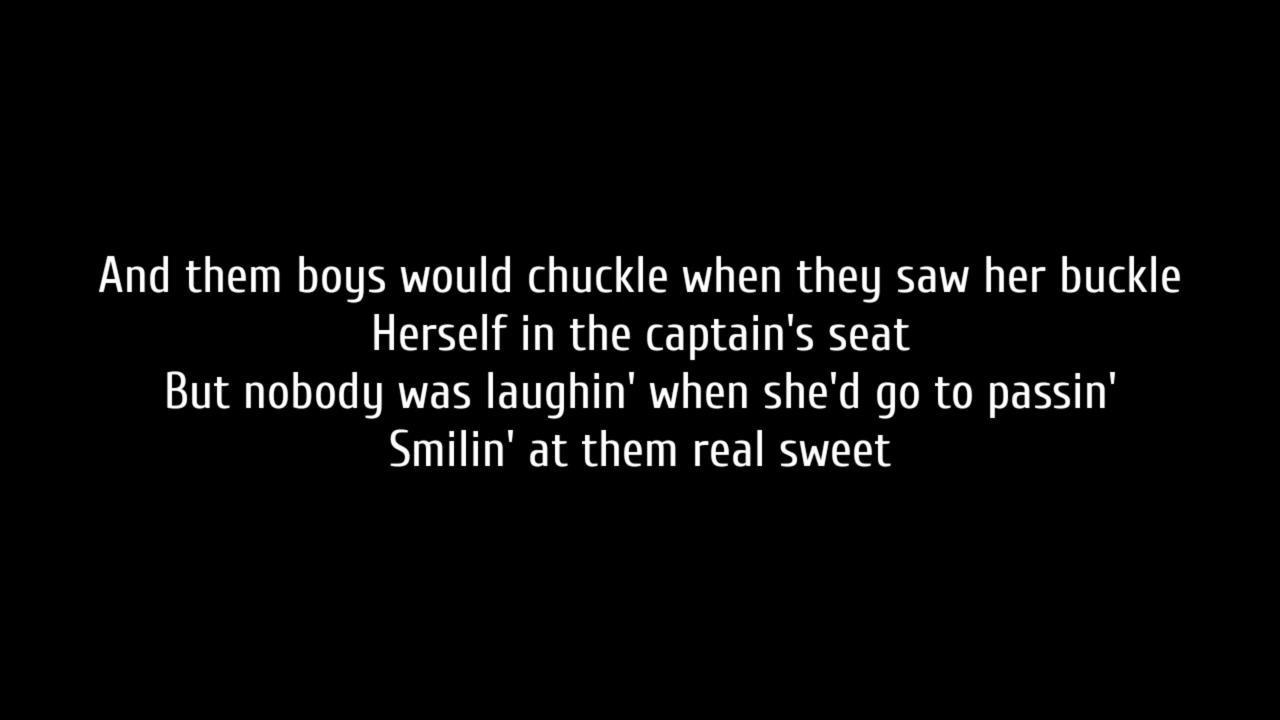 And them boys would chuckle when they saw her buckle
Herself in the captain's seat
But nobody was laughin' when she'd go to passin'
Smilin' at them real sweet